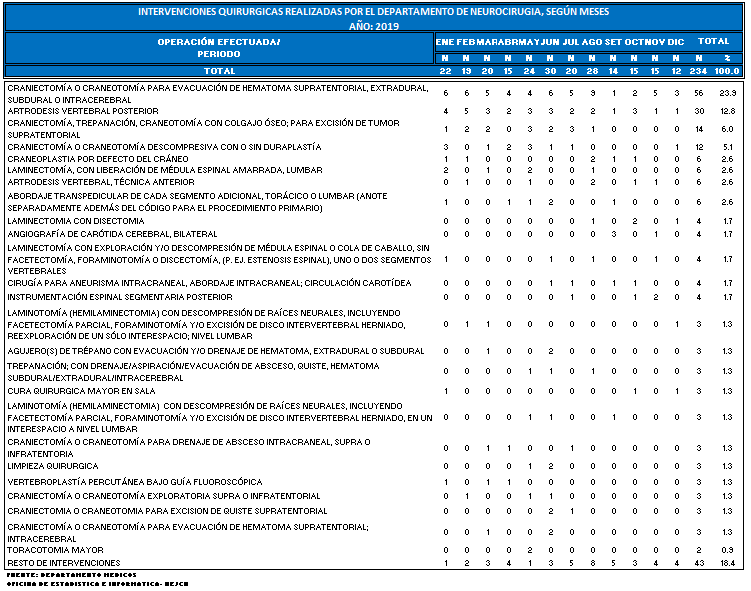 INTERVENCIONES QUIRURGICAS REALIZADAS POR EL DEPARTAMENTO DE NEUROCIRUGIA, SEGÚN MESES
AÑO: 2019
OPERACIÓN EFECTUADA/ ENE FEB MAR ABR MAY JUN JUL AGO SET OCT NOV DIC TOTAL
PERIODO N N N N N N N N N N N N N %
TOTAL 22 19 20 15 24 30 20 28 14 15 15 12 234 100.0
CRANIECTOMÍA O CRANEOTOMÍA PARA EVACUACIÓN DE HEMATOMA SUPRATENTORIAL, EXTRADURAL,
SUBDURAL O INTRACEREBRAL 6 6 5 4 4 6 5 9 1 2 5 3 56 23.9
ARTRODESIS VERTEBRAL POSTERIOR 4 5 3 2 3 3 2 2 1 3 1 1 30 12.8
CRANIECTOMÍA, TREPANACIÓN, CRANEOTOMÍA CON COLGAJO ÓSEO; PARA EXCISIÓN DE TUMOR
SUPRATENTORIAL 1 2 2 0 3 2 3 1 0 0 0 0 14 6.0
CRANIECTOMÍA O CRANEOTOMÍA DESCOMPRESIVA CON O SIN DURAPLASTÍA 3 0 1 2 3 1 1 0 0 0 0 1 12 5.1
CRANEOPLASTIA POR DEFECTO DEL CRÁNEO 1 1 0 0 0 0 0 2 1 1 0 0 6 2.6
LAMINECTOMÍA, CON LIBERACIÓN DE MÉDULA ESPINAL AMARRADA, LUMBAR 2 0 1 0 2 0 0 1 0 0 0 0 6 2.6
ARTRODESIS VERTEBRAL, TÉCNICA ANTERIOR 0 1 0 0 1 0 0 2 0 1 1 0 6 2.6
ABORDAJE TRANSPEDICULAR DE CADA SEGMENTO ADICIONAL, TORÁCICO O LUMBAR (ANOTE
SEPARADAMENTE ADEMÁS DEL CÓDIGO PARA EL PROCEDIMIENTO PRIMARIO) 1 0 0 1 1 2 0 0 1 0 0 0 6 2.6
LAMINECTOMIA CON DISECTOMIA 0 0 0 0 0 0 0 1 0 2 0 1 4 1.7
ANGIOGRAFÍA DE CARÓTIDA CEREBRAL, BILATERAL 0 0 0 0 0 0 0 0 3 0 1 0 4 1.7
LAMINECTOMÍA CON EXPLORACIÓN Y/O DESCOMPRESIÓN DE MÉDULA ESPINAL O COLA DE CABALLO, SIN
FACETECTOMÍA, FORAMINOTOMÍA O DISCECTOMÍA, (P. EJ. ESTENOSIS ESPINAL), UNO O DOS SEGMENTOS
VERTEBRALES 0 0 0 0 0 1 0 1 0 0 1 1 4 1.7
CIRUGÍA PARA ANEURISMA INTRACRANEAL, ABORDAJE INTRACRANEAL; CIRCULACIÓN CAROTÍDEA 0 0 0 0 0 1 1 0 1 1 0 0 4 1.7
INSTRUMENTACIÓN ESPINAL SEGMENTARIA POSTERIOR 0 0 0 0 0 0 1 0 0 1 2 0 4 1.7
LAMINOTOMÍA (HEMILAMINECTOMIA) CON DESCOMPRESIÓN DE RAÍCES NEURALES, INCLUYENDO
FACETECTOMÍA PARCIAL, FORAMINOTOMÍA Y/O EXCISIÓN DE DISCO INTERVERTEBRAL HERNIADO,
REEXPLORACIÓN DE UN SÓLO INTERESPACIO; NIVEL LUMBAR 0 1 1 0 0 0 0 0 0 0 0 1 3 1.3
AGUJERO(S) DE TRÉPANO CON EVACUACIÓN Y/O DRENAJE DE HEMATOMA, EXTRADURAL O SUBDURAL 0 0 1 0 0 2 0 0 0 0 0 0 3 1.3
TREPANACIÓN; CON DRENAJE/ASPIRACIÓN/EVACUACIÓN DE ABSCESO, QUISTE, HEMATOMA
SUBDURAL/EXTRADURAL/INTRACEREBRAL 0 0 0 0 1 1 0 1 0 0 0 0 3 1.3
CURA QUIRURGICA MAYOR EN SALA 1 0 0 0 0 0 0 0 0 1 0 1 3 1.3
LAMINOTOMÍA (HEMILAMINECTOMIA) CON DESCOMPRESIÓN DE RAÍCES NEURALES, INCLUYENDO
FACETECTOMÍA PARCIAL, FORAMINOTOMÍA Y/O EXCISIÓN DE DISCO INTERVERTEBRAL HERNIADO, EN UN
INTERESPACIO A NIVEL LUMBAR 0 0 0 0 1 1 0 0 1 0 0 0 3 1.3
CRANIECTOMÍA O CRANEOTOMÍA PARA DRENAJE DE ABSCESO INTRACRANEAL, SUPRA O
INFRATENTORIA 0 0 1 1 0 0 1 0 0 0 0 0 3 1.3
LIMPIEZA QUIRURGICA 0 0 0 0 1 2 0 0 0 0 0 0 3 1.3
VERTEBROPLASTÍA PERCUTÁNEA BAJO GUÍA FLUOROSCÓPICA 1 0 1 1 0 0 0 0 0 0 0 0 3 1.3
CRANIECTOMÍA O CRANEOTOMÍA EXPLORATORIA SUPRA O INFRATENTORIAL 0 1 0 0 1 1 0 0 0 0 0 0 3 1.3
CRANIECTOMIA O CRANEOTOMIA PARA EXCISION DE QUISTE SUPRATENTORIAL 0 0 0 0 0 2 1 0 0 0 0 0 3 1.3
CRANIECTOMÍA O CRANEOTOMÍA PARA EVACUACIÓN DE HEMATOMA SUPRATENTORIAL;
INTRACEREBRAL 0 0 1 0 0 2 0 0 0 0 0 0 3 1.3
TORACOTOMIA MAYOR 0 0 0 0 2 0 0 0 0 0 0 0 2 0.9
RESTO DE INTERVENCIONES 1 2 3 4 1 3 5 8 5 3 4 4 43 18.4
FUENTE: DEPARTAMENTO MEDICOS
OFICINA DE ESTADISTICA E INFORMATICA- HEJCU